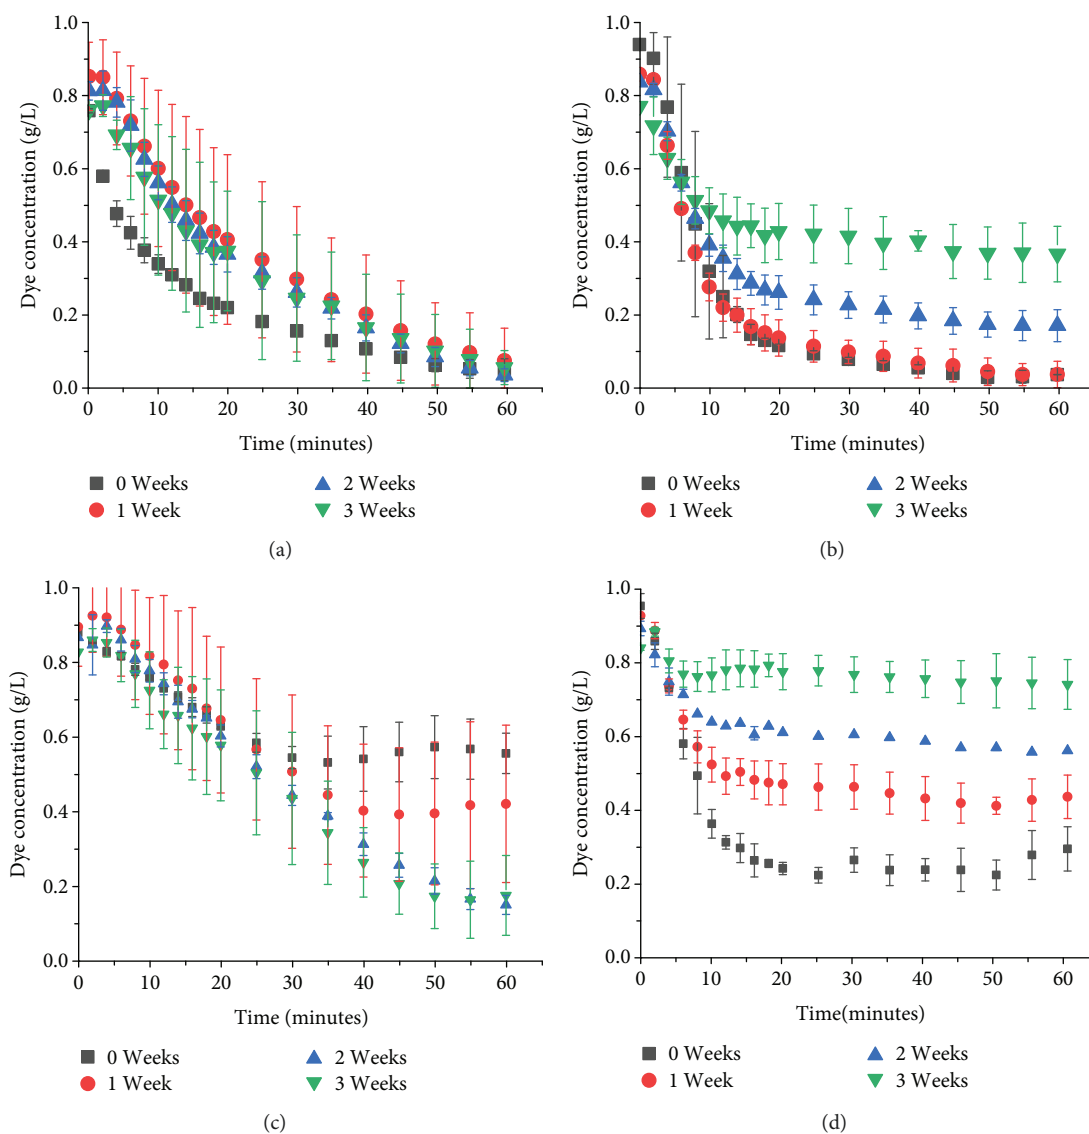 1.0
0.8
0.6
0.4
0.2
0.0
Dye concentration (g/L)
0 10 20 30 40 50 60
Time (minutes)
0 Weeks 2 Weeks
1 Week 3 Weeks
(a)
1.0
0.8
0.6
0.4
0.2
0.0
Dye concentration (g/L)
0 10 20 30 40 50 60
Time (minutes)
0 Weeks 2 Weeks
1 Week 3 Weeks
(b)
1.0
0.8
0.6
0.4
0.2
0.0
Dye concentration (g/L)
0 10 20 30 40 50 60
Time (minutes)
0 Weeks 2 Weeks
1 Week 3 Weeks
(c)
1.0
0.8
0.6
0.4
0.2
0.0
Dye concentration (g/L)
0 10 20 30 40 50 60
Time(minutes)
0 Weeks 2 Weeks
1 Week 3 Weeks
(d)